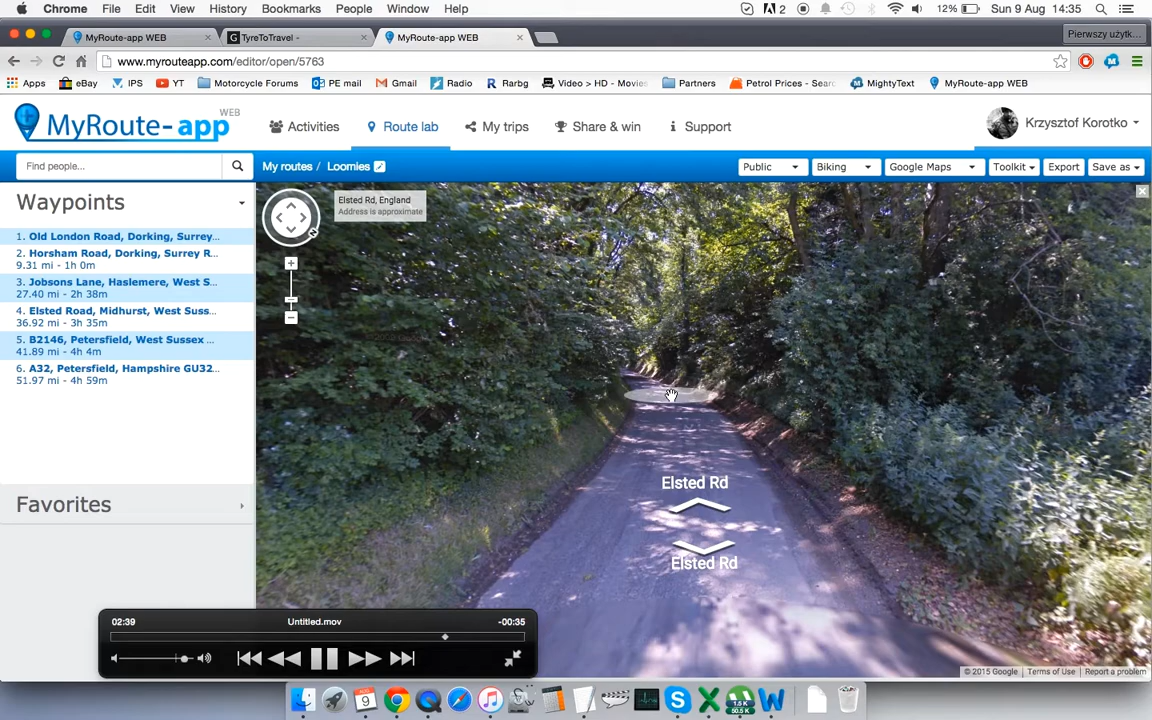 Chrome File Edit View History Bookmarks People Window Help
2 12% Sun 9 Aug 14:35
MyRoute-app WEB
TyreToTravel -
MyRoute-app WEB
Pierwszy użytk...
www.myrouteapp.com/editor/open/5763
Apps eBay IPS YT Motorcycle Forums PE mail Gmail Radio Rarbg Video > HD - Movies Partners Petrol Prices - Searc MightyText MyRoute-app WEB
MyRoute-app WEB
Activities Route lab My trips Share & win Support
Krzysztof Korotko
Find people...
My routes / Loomies
Public Biking Google Maps Toolkit Export Save as
Waypoints
1. Old London Road, Dorking, Surrey...
2. Horsham Road, Dorking, Surrey R...
9.31 mi - 1h 0m
3. Jobsons Lane, Haslemere, West S...
27.40 mi - 2h 38m
4. Elsted Road, Midhurst, West Suss...
36.92 mi - 3h 35m
5. B2146, Petersfield, West Sussex ...
41.89 mi - 4h 4m
6. A32, Petersfield, Hampshire GU32...
51.97 mi - 4h 59m
Favorites
Elsted Rd, England
Address is approximate
Elsted Rd
Elsted Rd
02:39 Untitled.mov -00:35
© 2015 Google Terms of Use Report a problem